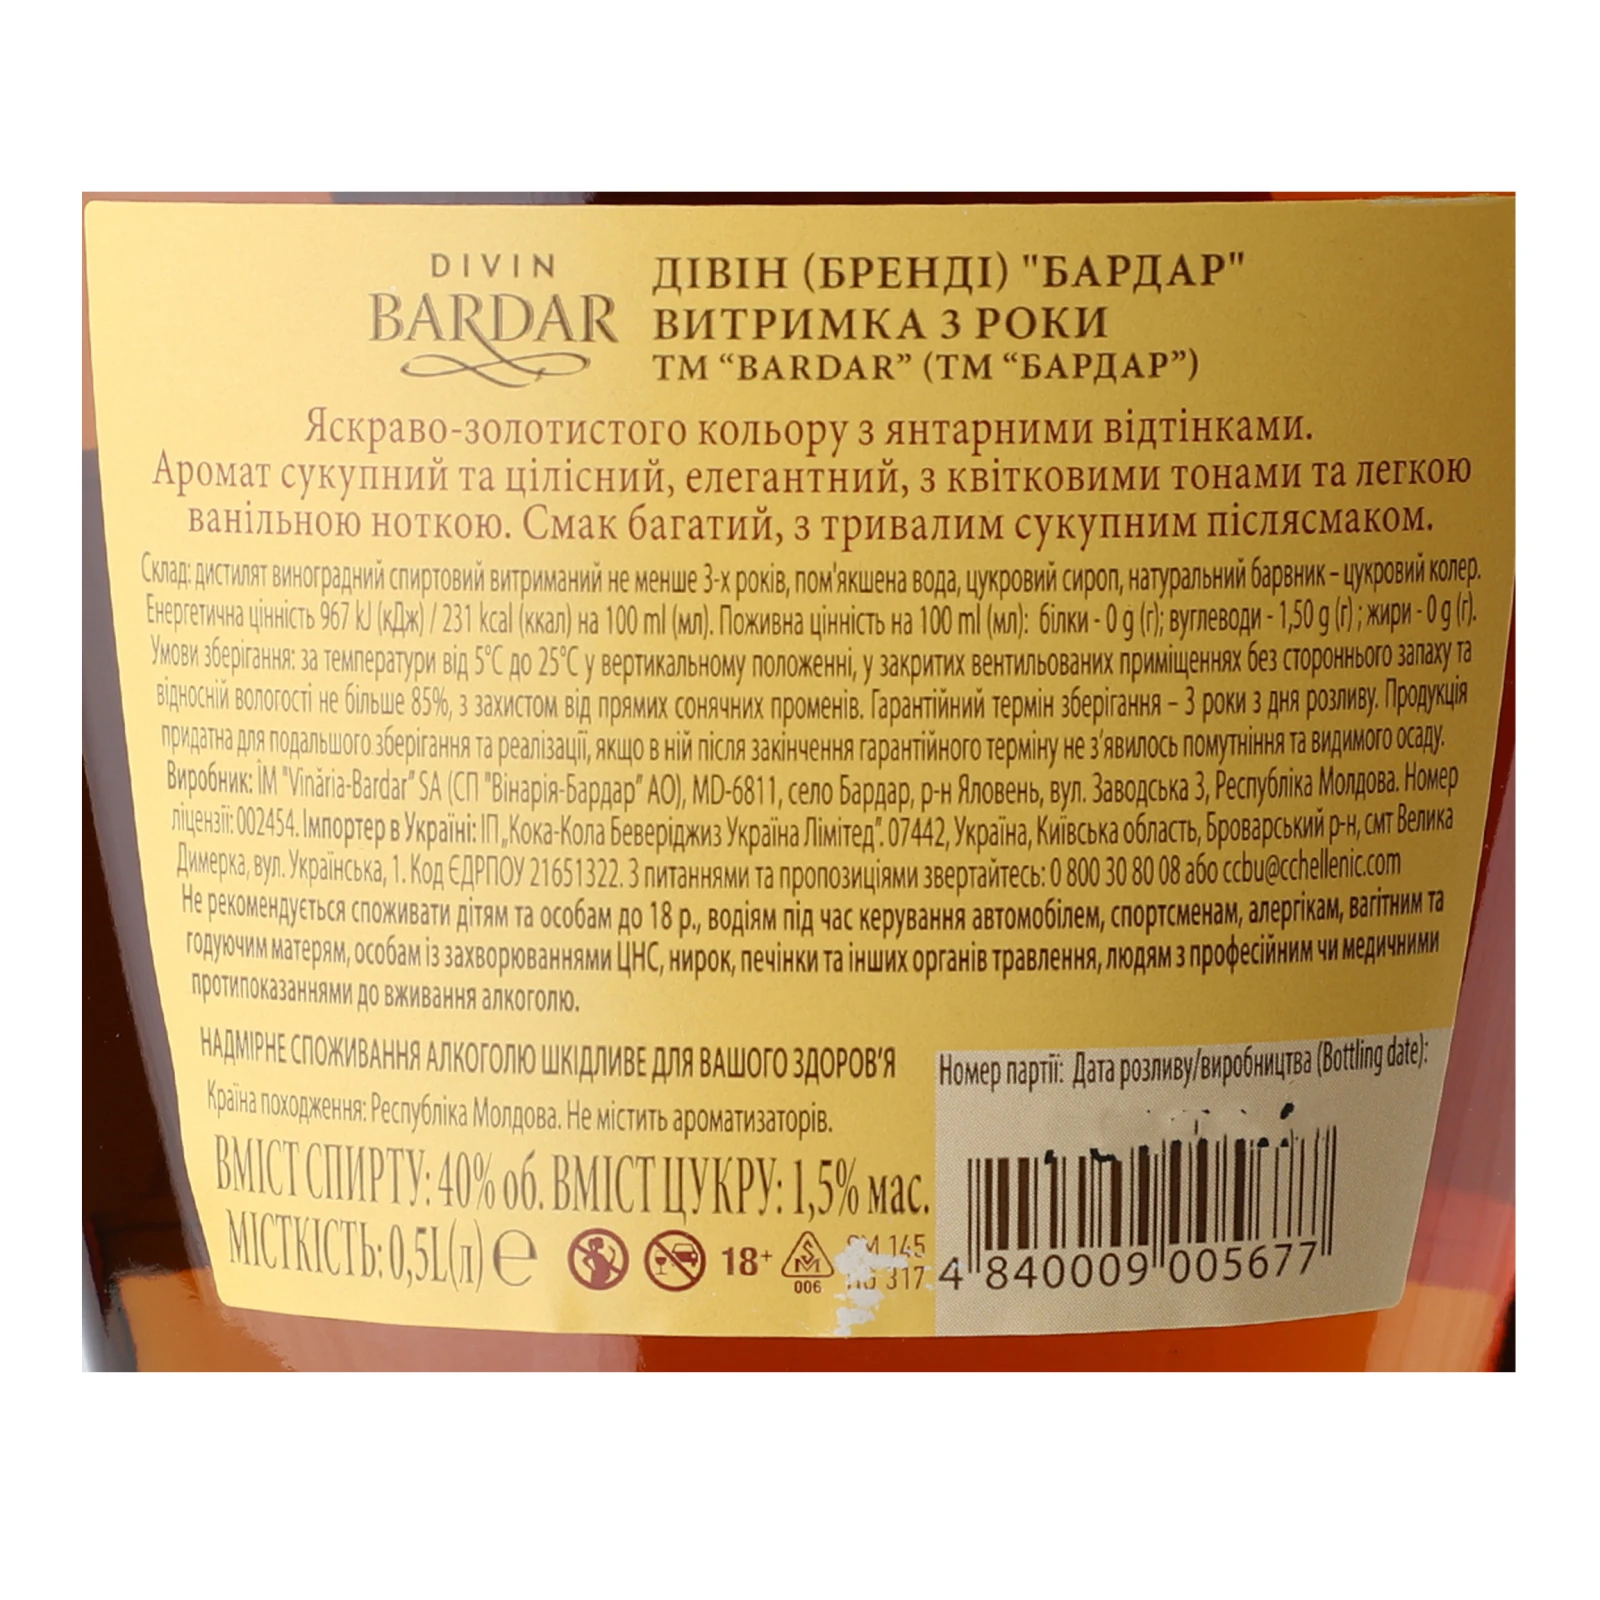 DIVIN
BARDAR
ДІВІН (БРЕНДІ) "БАРДАР"
ВИТРИМКА 3 РОКИ
ТМ “BARDAR” (ТМ “БАРДАР”)
Яскраво-золотистого кольору з янтарними відтінками.
Аромат сукупний та цілісний, елегантний, з квітковими тонами та легкою
ванільною ноткою. Смак багатий, з тривалим сукупним післясмаком.
Склад: дистилят виноградний спиртовий витриманий не менше 3-х років, пом'якшена вода, цукровий сироп, натуральний барвник – цукровий колер.
Енергетична цінність 967 kJ (кДж) / 231 kcal (ккал) на 100 ml (мл). Поживна цінність на 100 ml (мл): білки - 0 g (г); вуглеводи - 1,50 g (г) ; жири - 0 g (г).
Умови зберігання: за температури від 5°С до 25°С у вертикальному положенні, у закритих вентильованих приміщеннях без стороннього запаху та
відносній вологості не більше 85%, з захистом від прямих сонячних променів. Гарантійний термін зберігання – 3 роки з дня розливу. Продукція
придатна для подальшого зберігання та реалізації, якщо в ній після закінчення гарантійного терміну не з'явилось помутніння та видимого осаду.
Виробник: ÎM "Vinăria-Bardar" SA (СП "Вінарія-Бардар" АО), MD-6811, село Бардар, р-н Яловень, вул. Заводська 3, Республіка Молдова. Номер
ліцензії: 002454. Імпортер в Україні: ІП „Кока-Кола Беверіджиз Україна Лімітед”. 07442, Україна, Київська область, Броварський р-н, смт Велика
Димерка, вул. Українська, 1. Код ЄДРПОУ 21651322. З питаннями та пропозиціями звертайтесь: 0 800 30 80 08 або ccbu@cchellenic.com
Не рекомендується споживати дітям та особам до 18 р., водіям під час керування автомобілем, спортсменам, алергікам, вагітним та
годуючим матерям, особам із захворюваннями ЦНС, нирок, печінки та інших органів травлення, людям з професійним чи медичними
протипоказаннями до вживання алкоголю.
НАДМІРНЕ СПОЖИВАННЯ АЛКОГОЛЮ ШКІДЛИВЕ ДЛЯ ВАШОГО ЗДОРОВ'Я
Країна походження: Республіка Молдова. Не містить ароматизаторів.
ВМІСТ СПИРТУ: 40% об. ВМІСТ ЦУКРУ: 1,5% мас.
МІСТКІСТЬ: 0,5L(л) ℮
18+
SM
006
145
317
Номер партії: Дата розливу/виробництва (Bottling date):
4 840009 005677